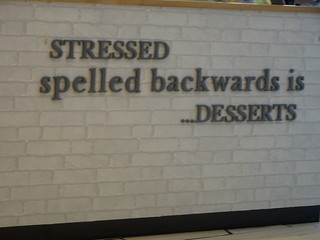 STRESSED
spelled backwards is
...DESSERTS